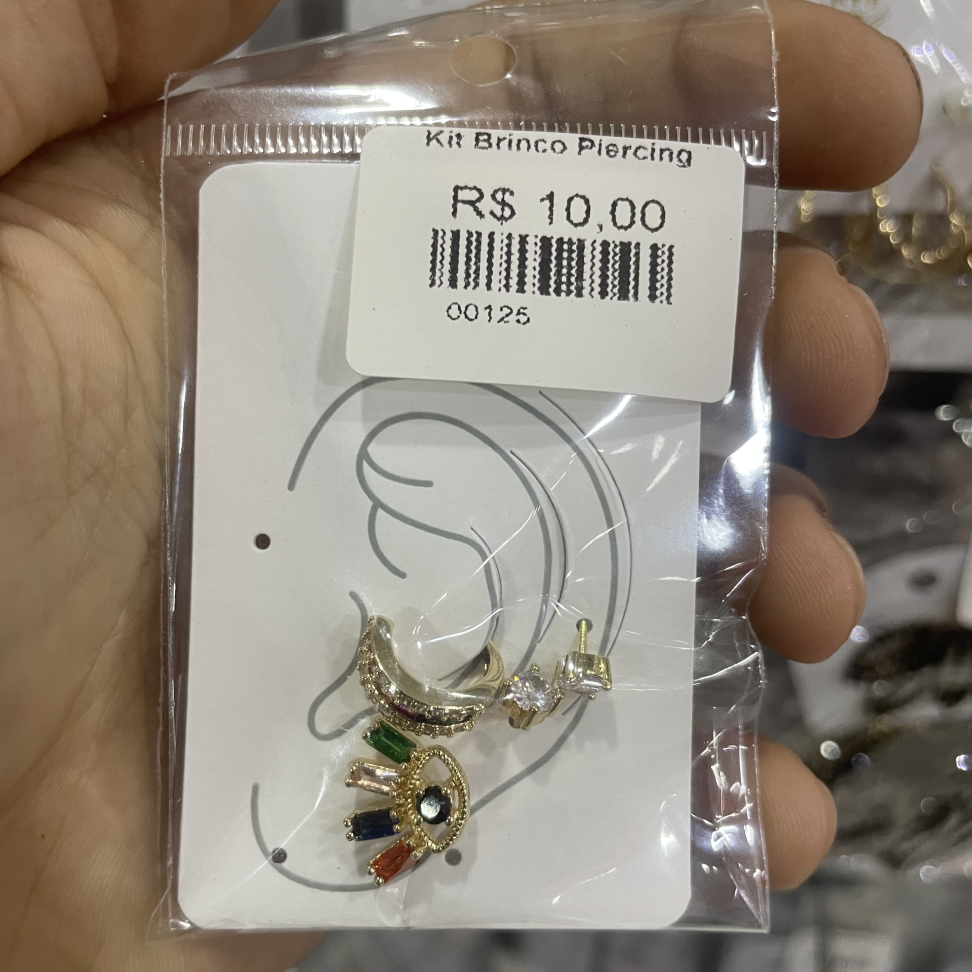 Kit Brinco Piercing
R$ 10,00
00125